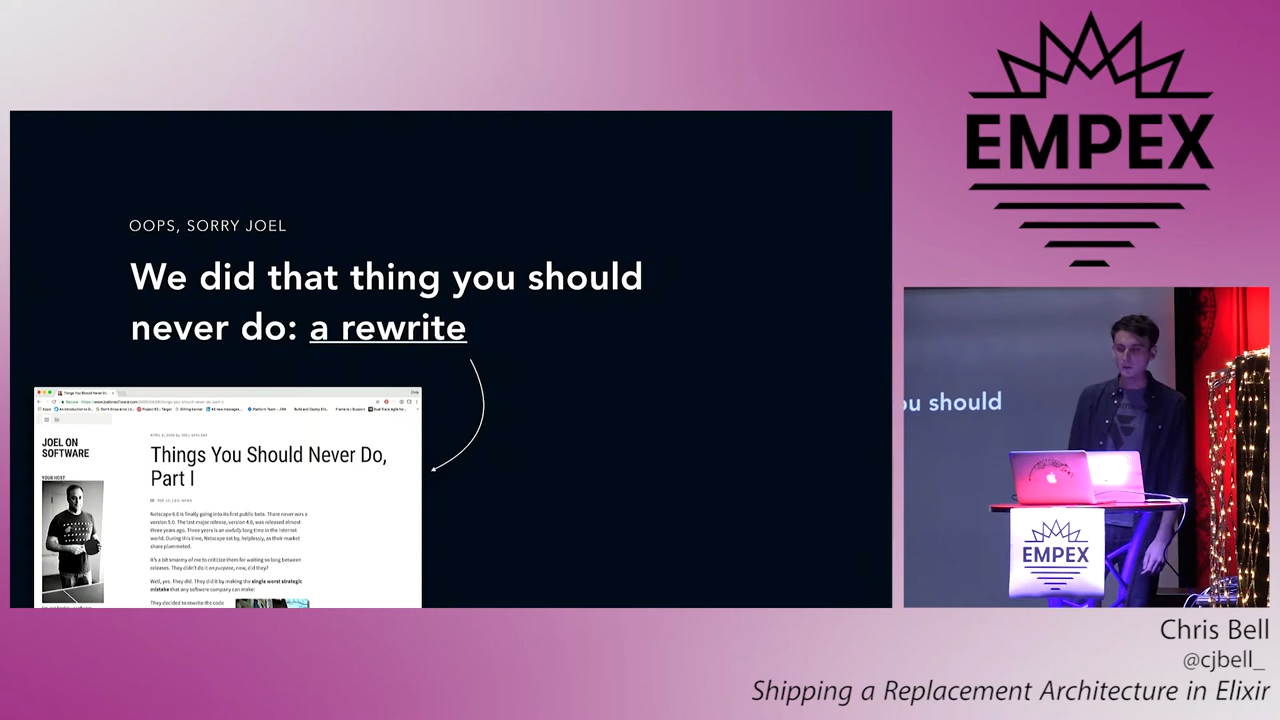 EMPEX
OOPS, SORRY JOEL
We did that thing you should
never do: a rewrite
Things You Should Never Do,
Part I
JOEL ON
SOFTWARE
YOUR HOST
APRIL 6, 2000 by JOEL SPOLSKY
TOP 10, CEO, NEWS
Netscape 6.0 is finally going into its first public beta. There never was a
version 5.0. The last major release, version 4.0, was released almost
three years ago. Three years is an awfully long time in the Internet
world. During this time, Netscape sat by, helplessly, as their market
share plummeted.
It's a bit smarmy of me to criticize them for waiting so long between
releases. They didn't do it on purpose, now, did they?
Well, yes. They did. They did it by making the single worst strategic
mistake that any software company can make:
They decided to rewrite the code
ou should
EMPEX
Chris Bell
@cjbell_
Shipping a Replacement Architecture in Elixir